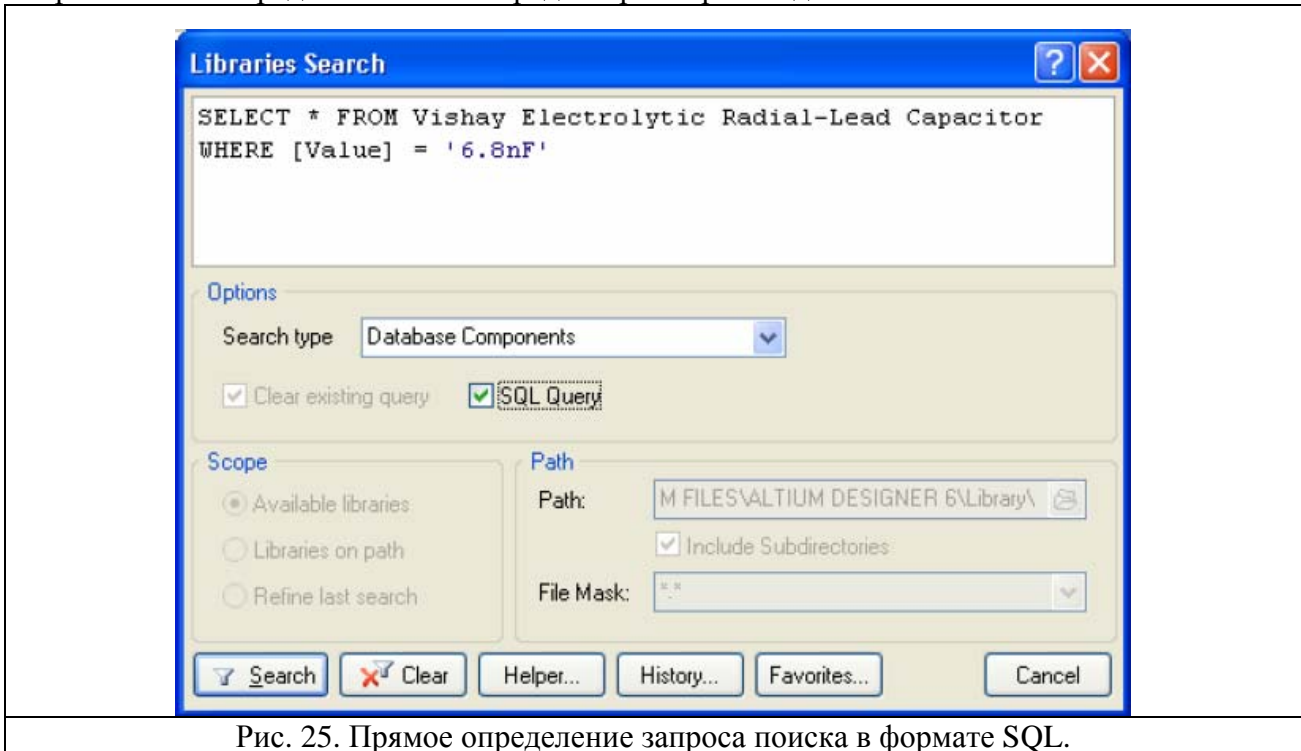 Libraries Search
SELECT * FROM Vishay Electrolytic Radial-Lead Capacitor
WHERE [Value] = '6.8nF'
Options
Search type Database Components
Clear existing query SQL Query
Scope
Available libraries
Libraries on path
Refine last search
Path
Path: M FILES\ALTIUM DESIGNER 6\Library\
Include Subdirectories
File Mask: *.*
Search Clear Helper... History... Favorites... Cancel
Рис. 25. Прямое определение запроса поиска в формате SQL.